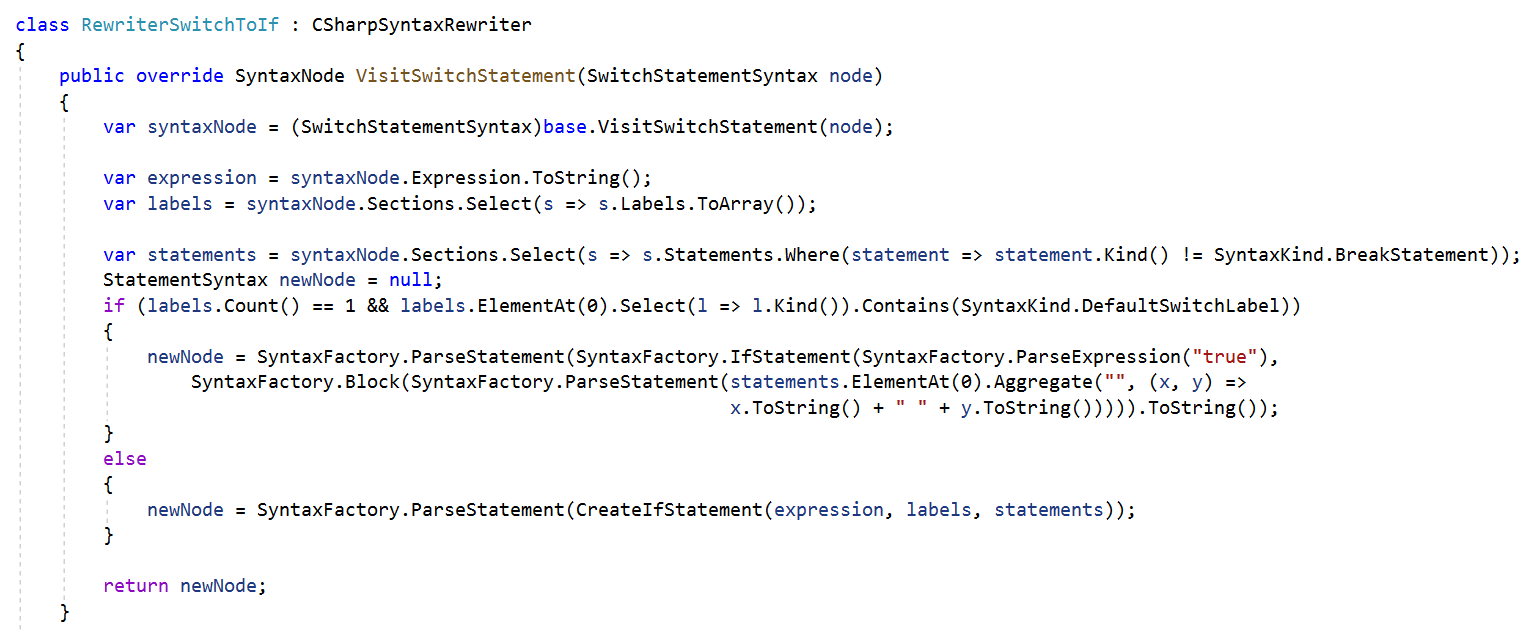 class RewriterSwitchToIf : CSharpSyntaxRewriter
{
    public override SyntaxNode VisitSwitchStatement(SwitchStatementSyntax node)
    {
        var syntaxNode = (SwitchStatementSyntax)base.VisitSwitchStatement(node);

        var expression = syntaxNode.Expression.ToString();
        var labels = syntaxNode.Sections.Select(s => s.Labels.ToArray());

        var statements = syntaxNode.Sections.Select(s => s.Statements.Where(statement => statement.Kind() != SyntaxKind.BreakStatement));
        StatementSyntax newNode = null;
        if (labels.Count() == 1 && labels.ElementAt(0).Select(l => l.Kind()).Contains(SyntaxKind.DefaultSwitchLabel))
        {
            newNode = SyntaxFactory.ParseStatement(SyntaxFactory.IfStatement(SyntaxFactory.ParseExpression("true"),
                SyntaxFactory.Block(SyntaxFactory.ParseStatement(statements.ElementAt(0).Aggregate("", (x, y) =>
                                                                 x.ToString() + " " + y.ToString())))).ToString());
        }
        else
        {
            newNode = SyntaxFactory.ParseStatement(CreateIfStatement(expression, labels, statements));
        }

        return newNode;
    }